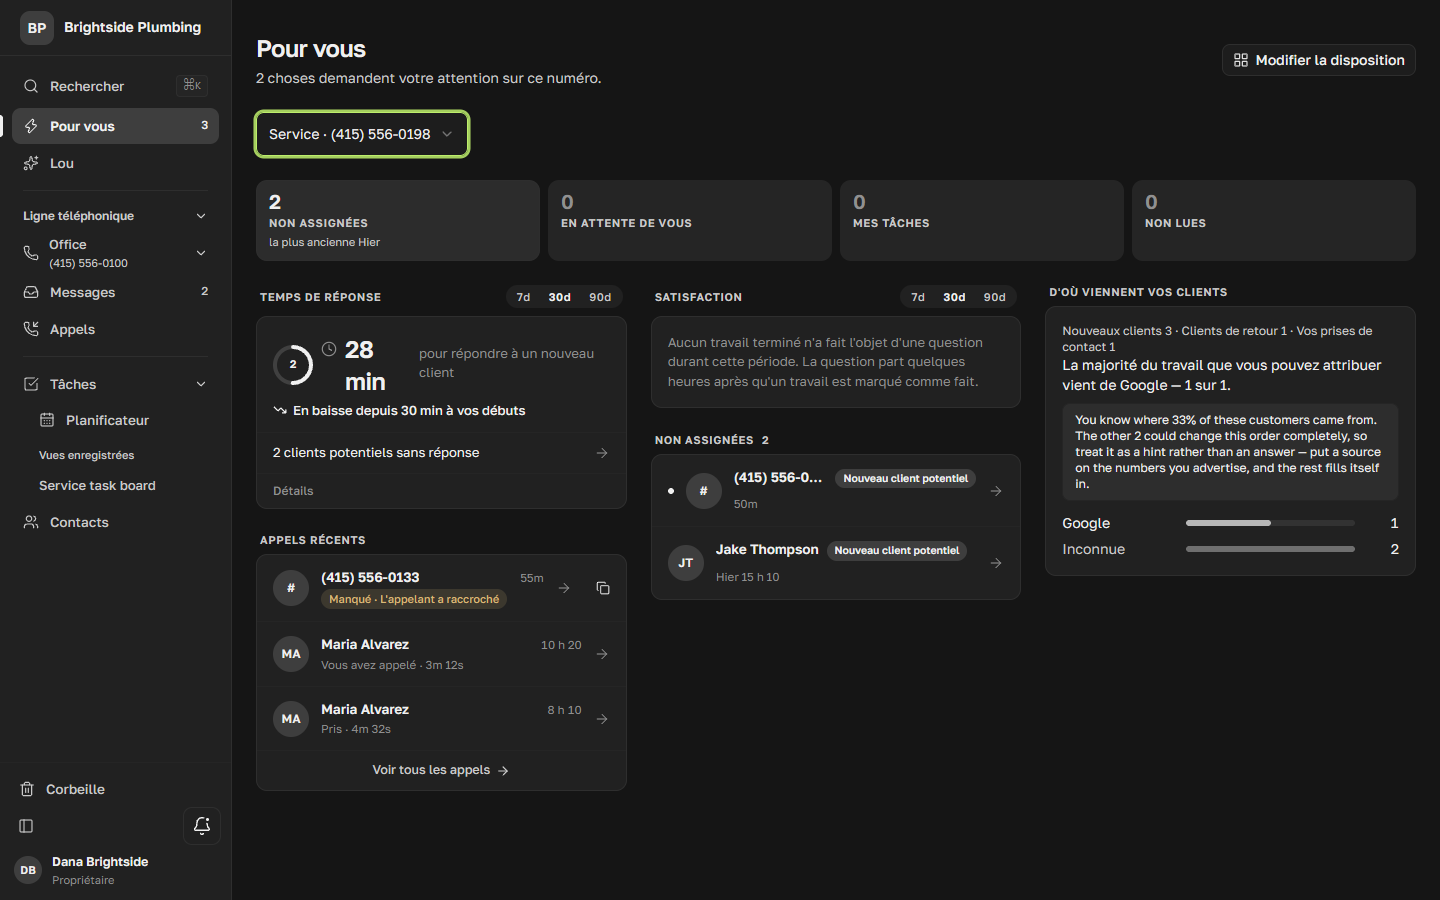 BP
Brightside Plumbing
Rechercher
⌘K
Pour vous
3
Lou
Ligne téléphonique
Office
(415) 556-0100
Messages
2
Appels
Tâches
Planificateur
Vues enregistrées
Service task board
Contacts
Corbeille
DB
Dana Brightside
Propriétaire
Pour vous
2 choses demandent votre attention sur ce numéro.
Modifier la disposition
Service · (415) 556-0198
2
NON ASSIGNÉES
la plus ancienne Hier
0
EN ATTENTE DE VOUS
0
MES TÂCHES
0
NON LUES
TEMPS DE RÉPONSE
7d 30d 90d
2
28
min
pour répondre à un nouveau
client
En baisse depuis 30 min à vos débuts
2 clients potentiels sans réponse
Détails
APPELS RÉCENTS
#
(415) 556-0133
55m
Manqué · L'appelant a raccroché
MA
Maria Alvarez
10 h 20
Vous avez appelé · 3m 12s
MA
Maria Alvarez
8 h 10
Pris · 4m 32s
Voir tous les appels
SATISFACTION
7d 30d 90d
Aucun travail terminé n'a fait l'objet d'une question
durant cette période. La question part quelques
heures après qu'un travail est marqué comme fait.
NON ASSIGNÉES 2
#
(415) 556-0…
Nouveau client potentiel
50m
JT
Jake Thompson
Nouveau client potentiel
Hier 15 h 10
D'OÙ VIENNENT VOS CLIENTS
Nouveaux clients 3 · Clients de retour 1 · Vos prises de
contact 1
La majorité du travail que vous pouvez attribuer
vient de Google — 1 sur 1.
You know where 33% of these customers came from.
The other 2 could change this order completely, so
treat it as a hint rather than an answer — put a source
on the numbers you advertise, and the rest fills itself
in.
Google
1
Inconnue
2